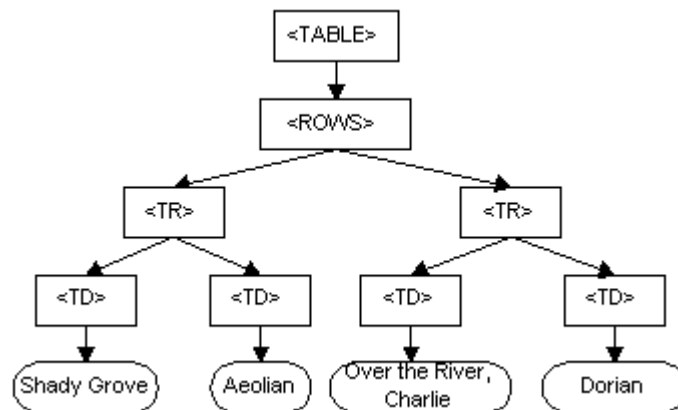 <TABLE>
<ROWS>
<TR> <TR>
<TD> <TD> <TD> <TD>
Shady Grove
Aeolian
Over the River,
Charlie
Dorian